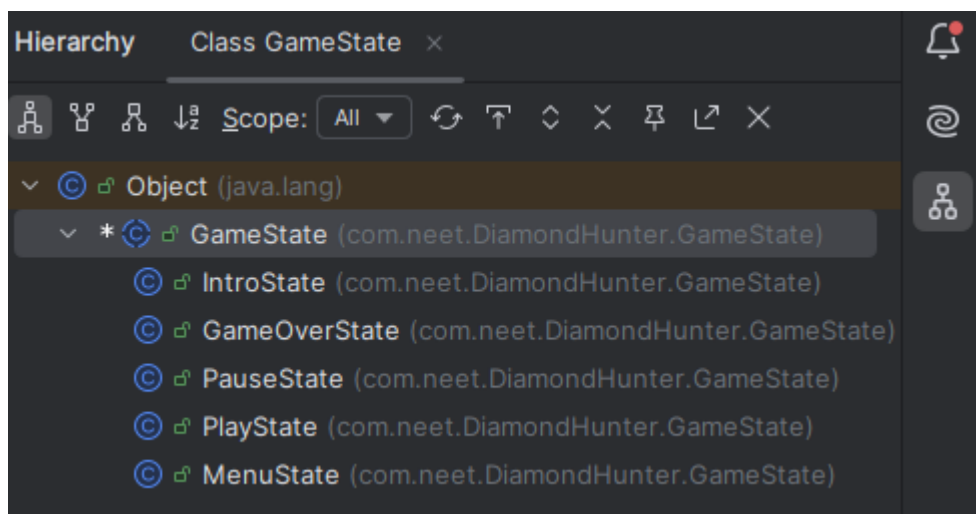 Hierarchy Class GameState ×
Scope: All
Object (java.lang)
* GameState (com.neet.DiamondHunter.GameState)
IntroState (com.neet.DiamondHunter.GameState)
GameOverState (com.neet.DiamondHunter.GameState)
PauseState (com.neet.DiamondHunter.GameState)
PlayState (com.neet.DiamondHunter.GameState)
MenuState (com.neet.DiamondHunter.GameState)